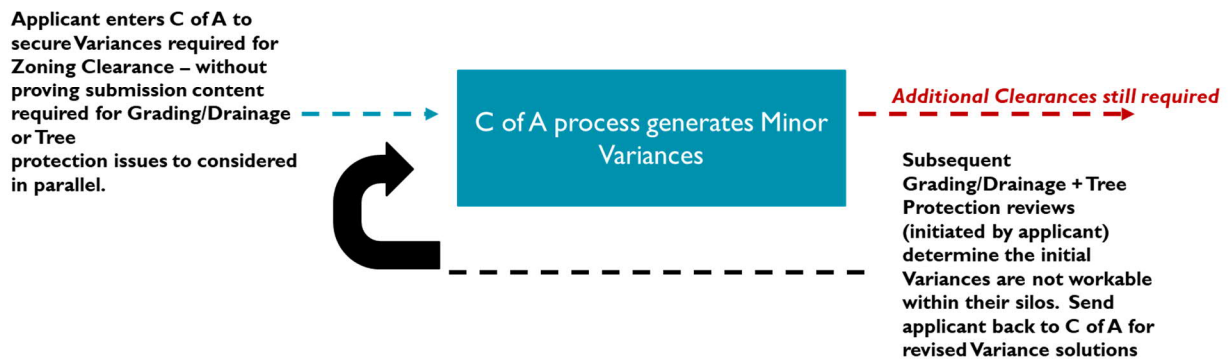 Applicant enters C of A to
secure Variances required for
Zoning Clearance – without
proving submission content
required for Grading/Drainage
or Tree
protection issues to considered
in parallel.
C of A process generates Minor
Variances
Additional Clearances still required
Subsequent
Grading/Drainage + Tree
Protection reviews
(initiated by applicant)
determine the initial
Variances are not workable
within their silos. Send
applicant back to C of A for
revised Variance solutions